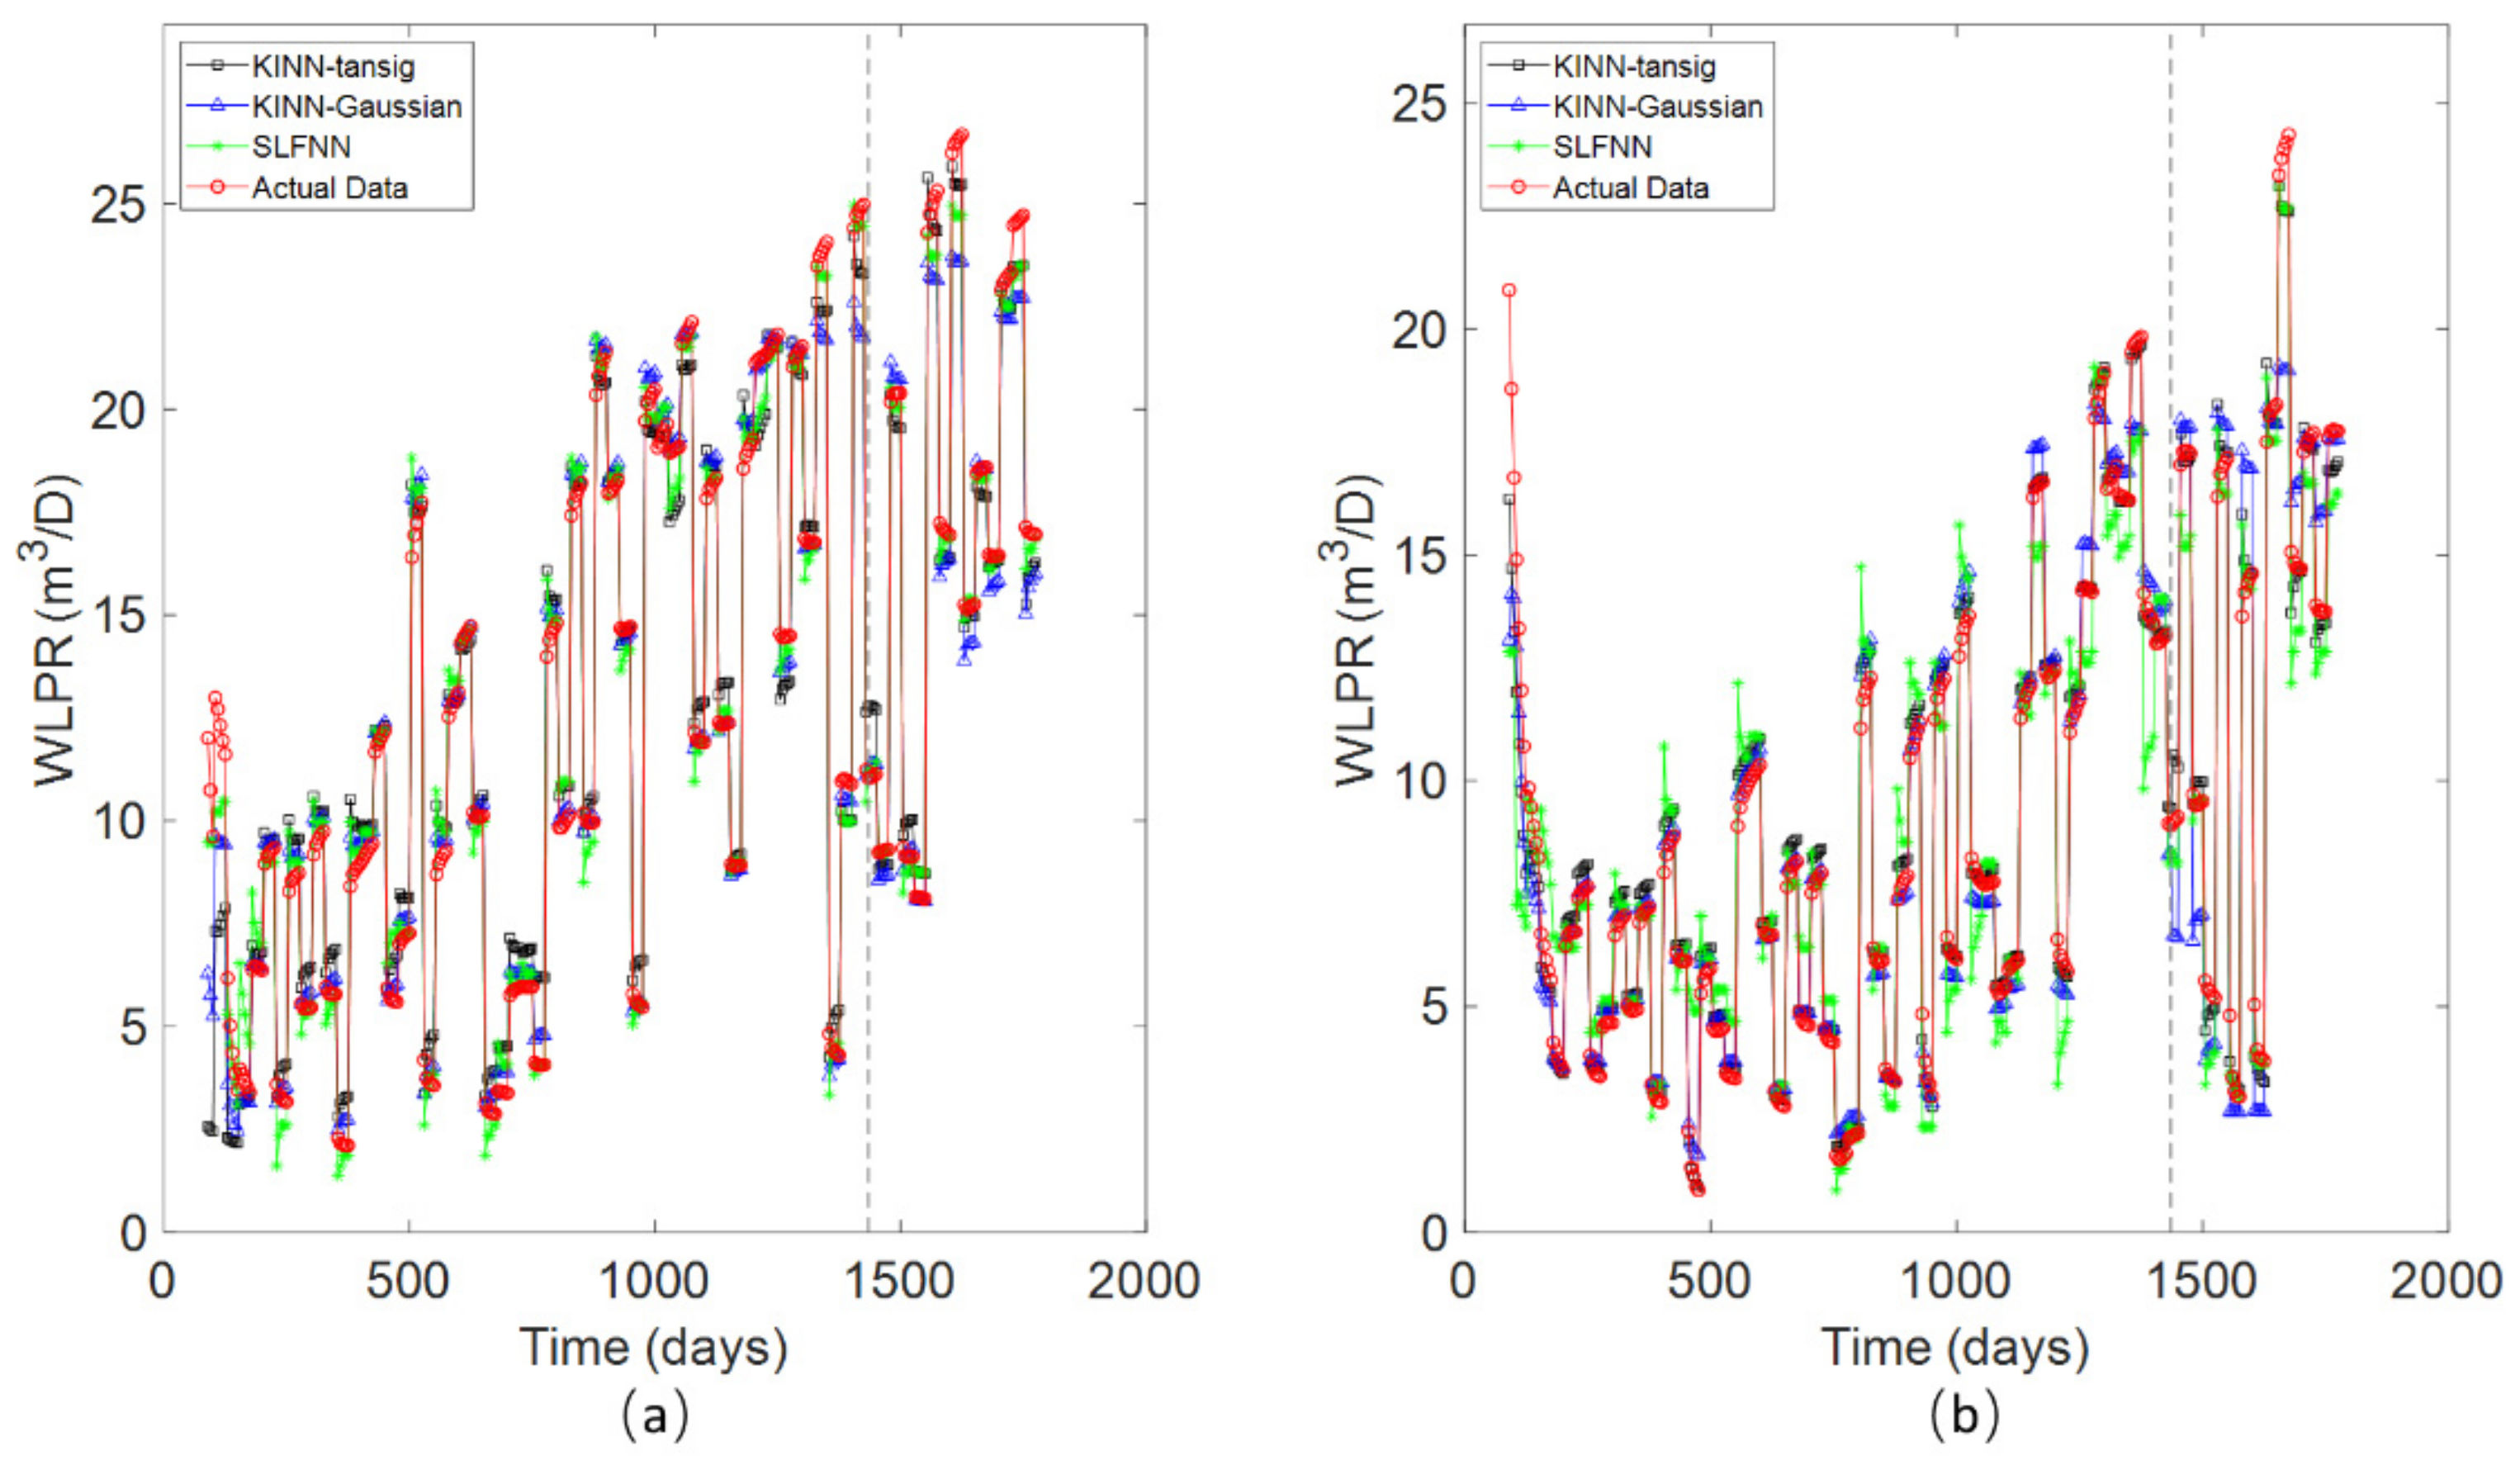 KINN-tansig
KINN-Gaussian
SLFNN
Actual Data
25
20
15
10
5
0
WLPR (m³/D)
0 500 1000 1500 2000
Time (days)
(a)
KINN-tansig
KINN-Gaussian
SLFNN
Actual Data
25
20
15
10
5
0
WLPR (m³/D)
0 500 1000 1500 2000
Time (days)
(b)